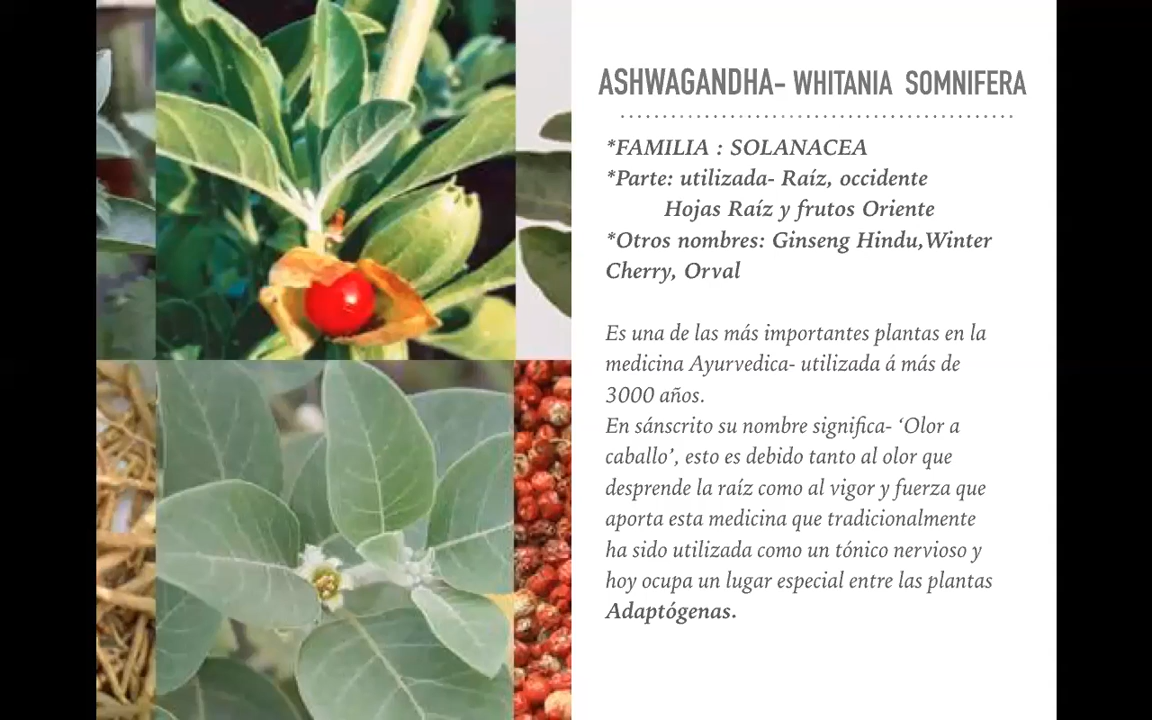 ASHWAGANDHA- WHITANIA SOMNIFERA
*FAMILIA : SOLANACEA
*Parte: utilizada- Raíz, occidente
Hojas Raíz y frutos Oriente
*Otros nombres: Ginseng Hindu,Winter
Cherry, Orval
Es una de las más importantes plantas en la
medicina Ayurvedica- utilizada á más de
3000 años.
En sánscrito su nombre significa- ‘Olor a
caballo’, esto es debido tanto al olor que
desprende la raíz como al vigor y fuerza que
aporta esta medicina que tradicionalmente
ha sido utilizada como un tónico nervioso y
hoy ocupa un lugar especial entre las plantas
Adaptógenas.